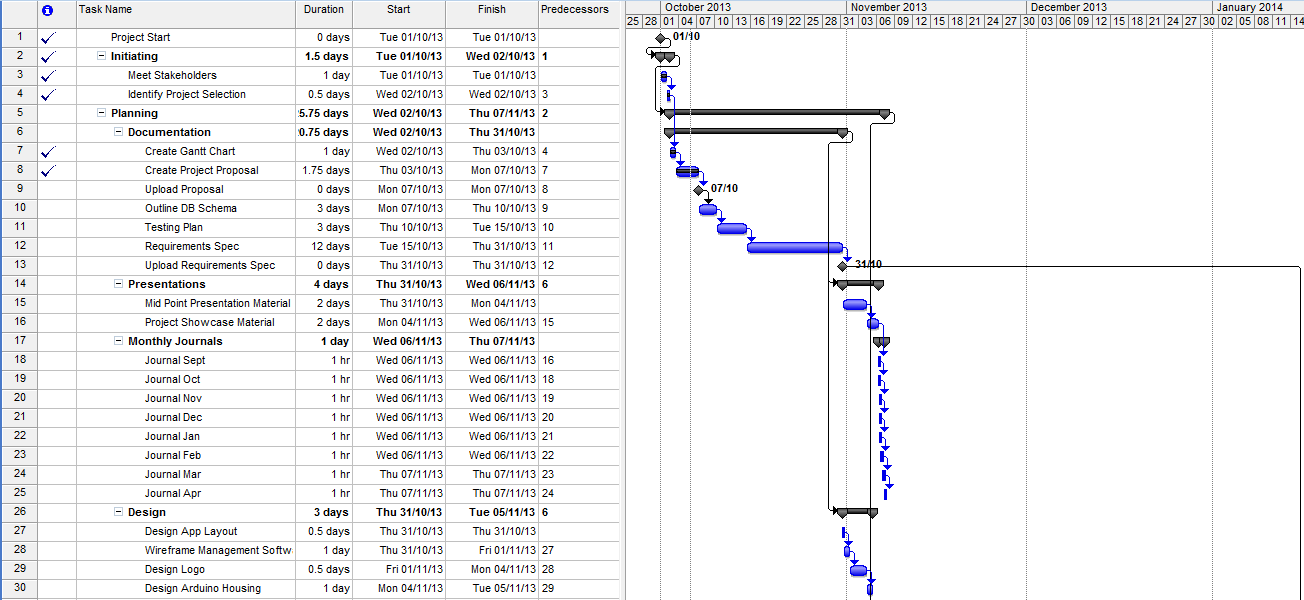 Task Name Duration Start Finish Predecessors
October 2013 November 2013 December 2013 January 2014
25 28 01 04 07 10 13 16 19 22 25 28 31 03 06 09 12 15 18 21 24 27 30 03 06 09 12 15 18 21 24 27 30 02 05 08 11 14
1 Project Start 0 days Tue 01/10/13 Tue 01/10/13 01/10
2 Initiating 1.5 days Tue 01/10/13 Wed 02/10/13 1
3 Meet Stakeholders 1 day Tue 01/10/13 Tue 01/10/13
4 Identify Project Selection 0.5 days Wed 02/10/13 Wed 02/10/13 3
5 Planning 5.75 days Wed 02/10/13 Thu 07/11/13 2
6 Documentation 0.75 days Wed 02/10/13 Thu 31/10/13
7 Create Gantt Chart 1 day Wed 02/10/13 Thu 03/10/13 4
8 Create Project Proposal 1.75 days Thu 03/10/13 Mon 07/10/13 7
9 Upload Proposal 0 days Mon 07/10/13 Mon 07/10/13 8 07/10
10 Outline DB Schema 3 days Mon 07/10/13 Thu 10/10/13 9
11 Testing Plan 3 days Thu 10/10/13 Tue 15/10/13 10
12 Requirements Spec 12 days Tue 15/10/13 Thu 31/10/13 11
13 Upload Requirements Spec 0 days Thu 31/10/13 Thu 31/10/13 12 31/10
14 Presentations 4 days Thu 31/10/13 Wed 06/11/13 6
15 Mid Point Presentation Material 2 days Thu 31/10/13 Mon 04/11/13
16 Project Showcase Material 2 days Mon 04/11/13 Wed 06/11/13 15
17 Monthly Journals 1 day Wed 06/11/13 Thu 07/11/13
18 Journal Sept 1 hr Wed 06/11/13 Wed 06/11/13 16
19 Journal Oct 1 hr Wed 06/11/13 Wed 06/11/13 18
20 Journal Nov 1 hr Wed 06/11/13 Wed 06/11/13 19
21 Journal Dec 1 hr Wed 06/11/13 Wed 06/11/13 20
22 Journal Jan 1 hr Wed 06/11/13 Wed 06/11/13 21
23 Journal Feb 1 hr Wed 06/11/13 Wed 06/11/13 22
24 Journal Mar 1 hr Thu 07/11/13 Thu 07/11/13 23
25 Journal Apr 1 hr Thu 07/11/13 Thu 07/11/13 24
26 Design 3 days Thu 31/10/13 Tue 05/11/13 6
27 Design App Layout 0.5 days Thu 31/10/13 Thu 31/10/13
28 Wireframe Management Softw 1 day Thu 31/10/13 Fri 01/11/13 27
29 Design Logo 0.5 days Fri 01/11/13 Mon 04/11/13 28
30 Design Arduino Housing 1 day Mon 04/11/13 Tue 05/11/13 29